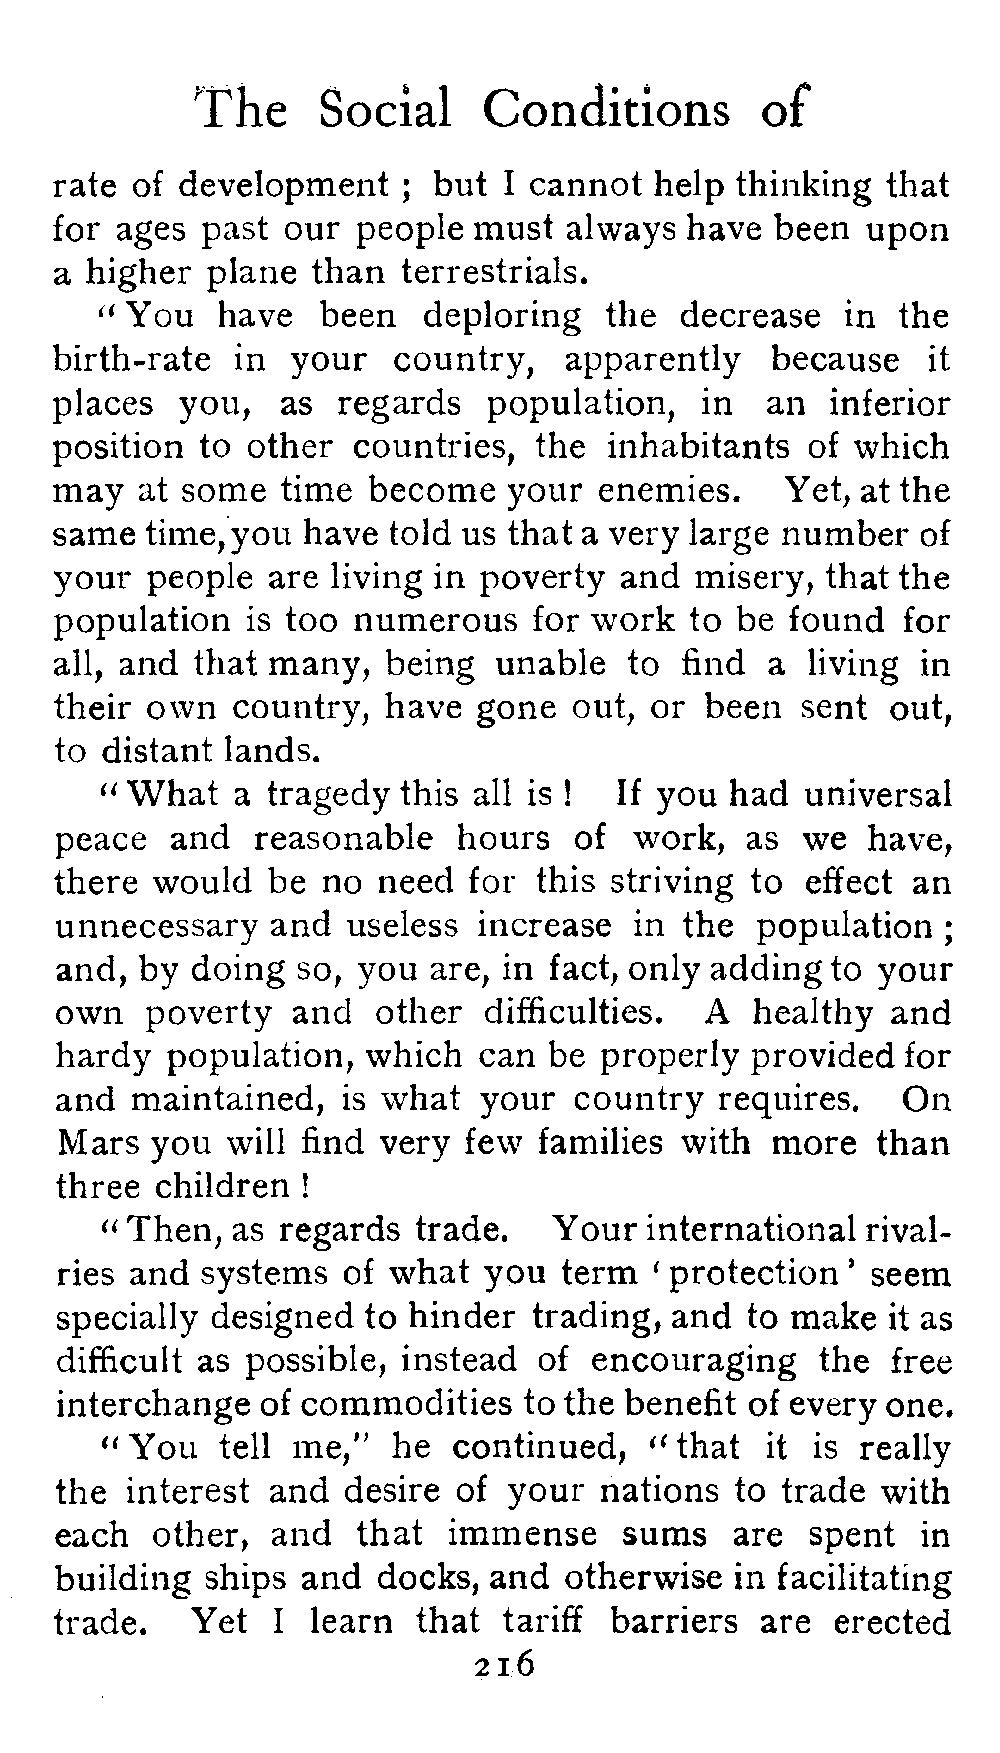 The Social Conditions of
rate of development ; but I cannot help thinking that
for ages past our people must always have been upon
a higher plane than terrestrials.
“ You have been deploring the decrease in the
birth-rate in your country, apparently because it
places you, as regards population, in an inferior
position to other countries, the inhabitants of which
may at some time become your enemies. Yet, at the
same time, you have told us that a very large number of
your people are living in poverty and misery, that the
population is too numerous for work to be found for
all, and that many, being unable to find a living in
their own country, have gone out, or been sent out,
to distant lands.
“ What a tragedy this all is ! If you had universal
peace and reasonable hours of work, as we have,
there would be no need for this striving to effect an
unnecessary and useless increase in the population ;
and, by doing so, you are, in fact, only adding to your
own poverty and other difficulties. A healthy and
hardy population, which can be properly provided for
and maintained, is what your country requires. On
Mars you will find very few families with more than
three children !
“ Then, as regards trade. Your international rival-
ries and systems of what you term ‘ protection ’ seem
specially designed to hinder trading, and to make it as
difficult as possible, instead of encouraging the free
interchange of commodities to the benefit of every one.
“ You tell me,” he continued, “ that it is really
the interest and desire of your nations to trade with
each other, and that immense sums are spent in
building ships and docks, and otherwise in facilitating
trade. Yet I learn that tariff barriers are erected
216